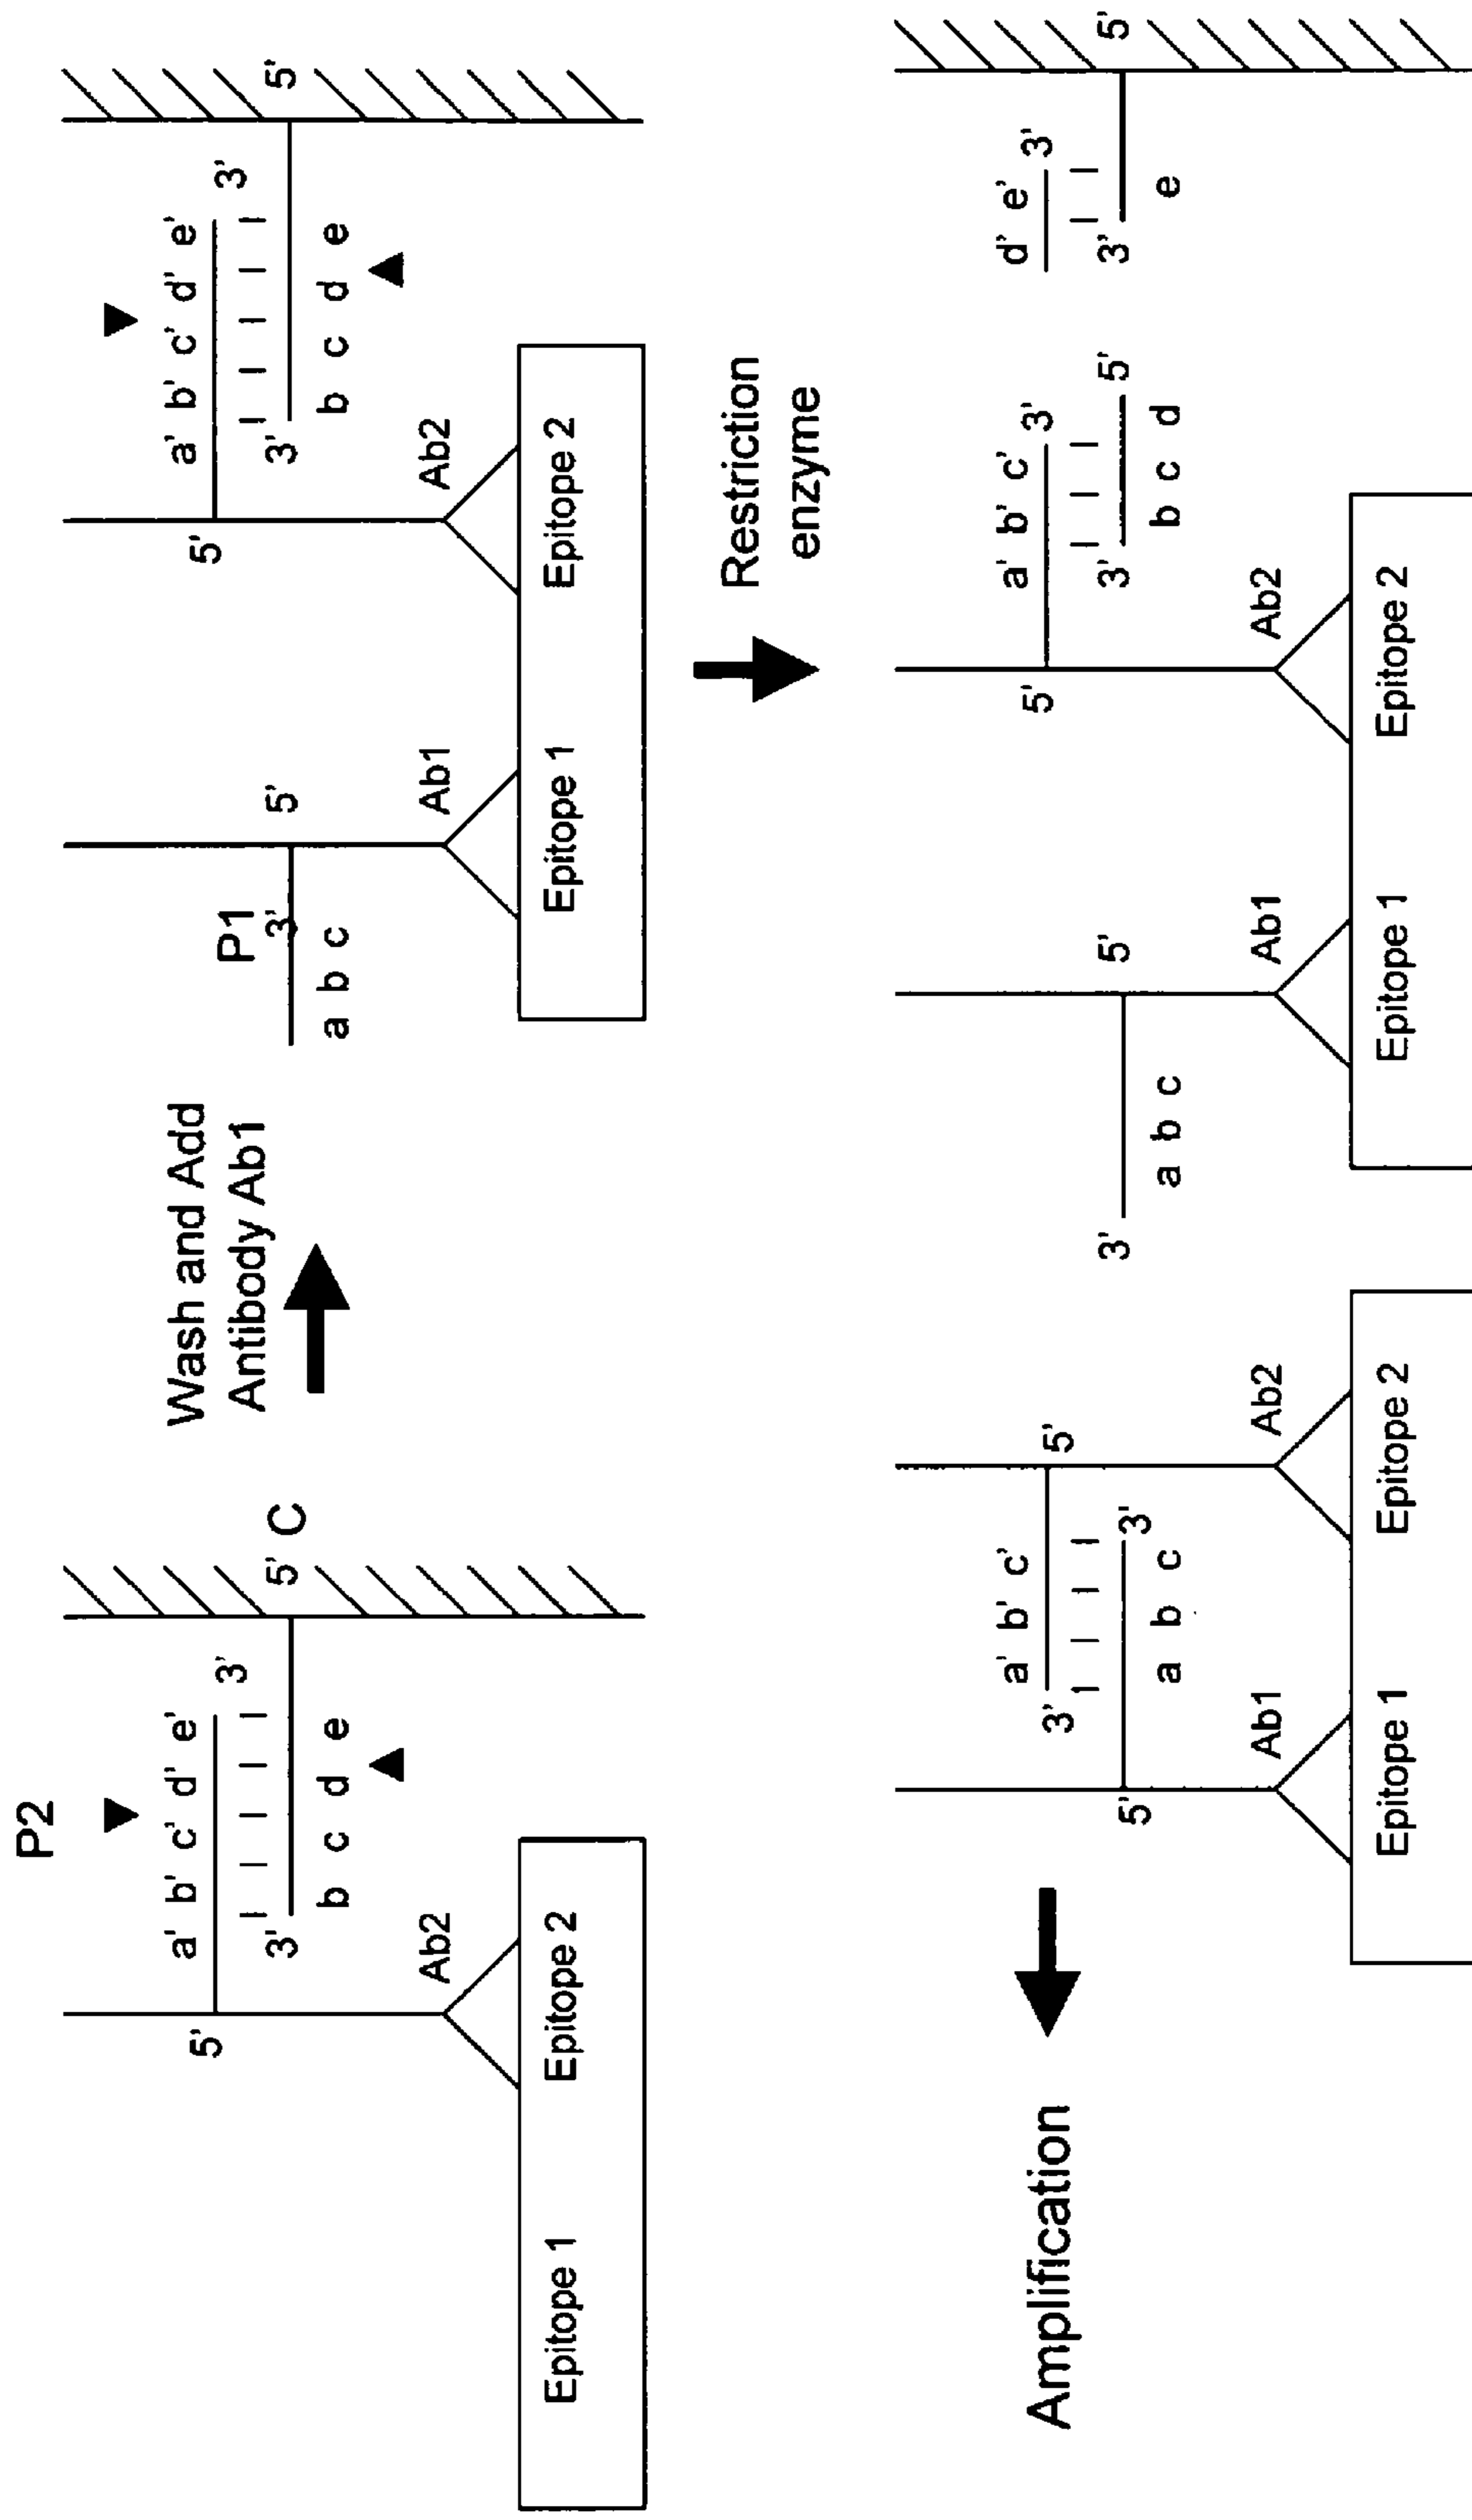 P2
a' b' c' d' e'
5'
3'
3'
5' C
b c d e
Ab2
Epitope 1
Epitope 2
Wash and Add
Antibody Ab1
P1
3'
5'
a b c
Ab1
Epitope 1
a' b' c' d' e'
5'
3'
3'
5'
b c d e
Ab2
Epitope 2
Restriction
enzyme
3'
5'
a b c
Ab1
Epitope 1
a' b' c'
5'
3'
3'
5'
b c d
Ab2
Epitope 2
d' e'
3'
3'
5'
e
a' b' c'
3'
5'
5'
3'
a b c
Ab1
Ab2
Epitope 1
Epitope 2
Amplification